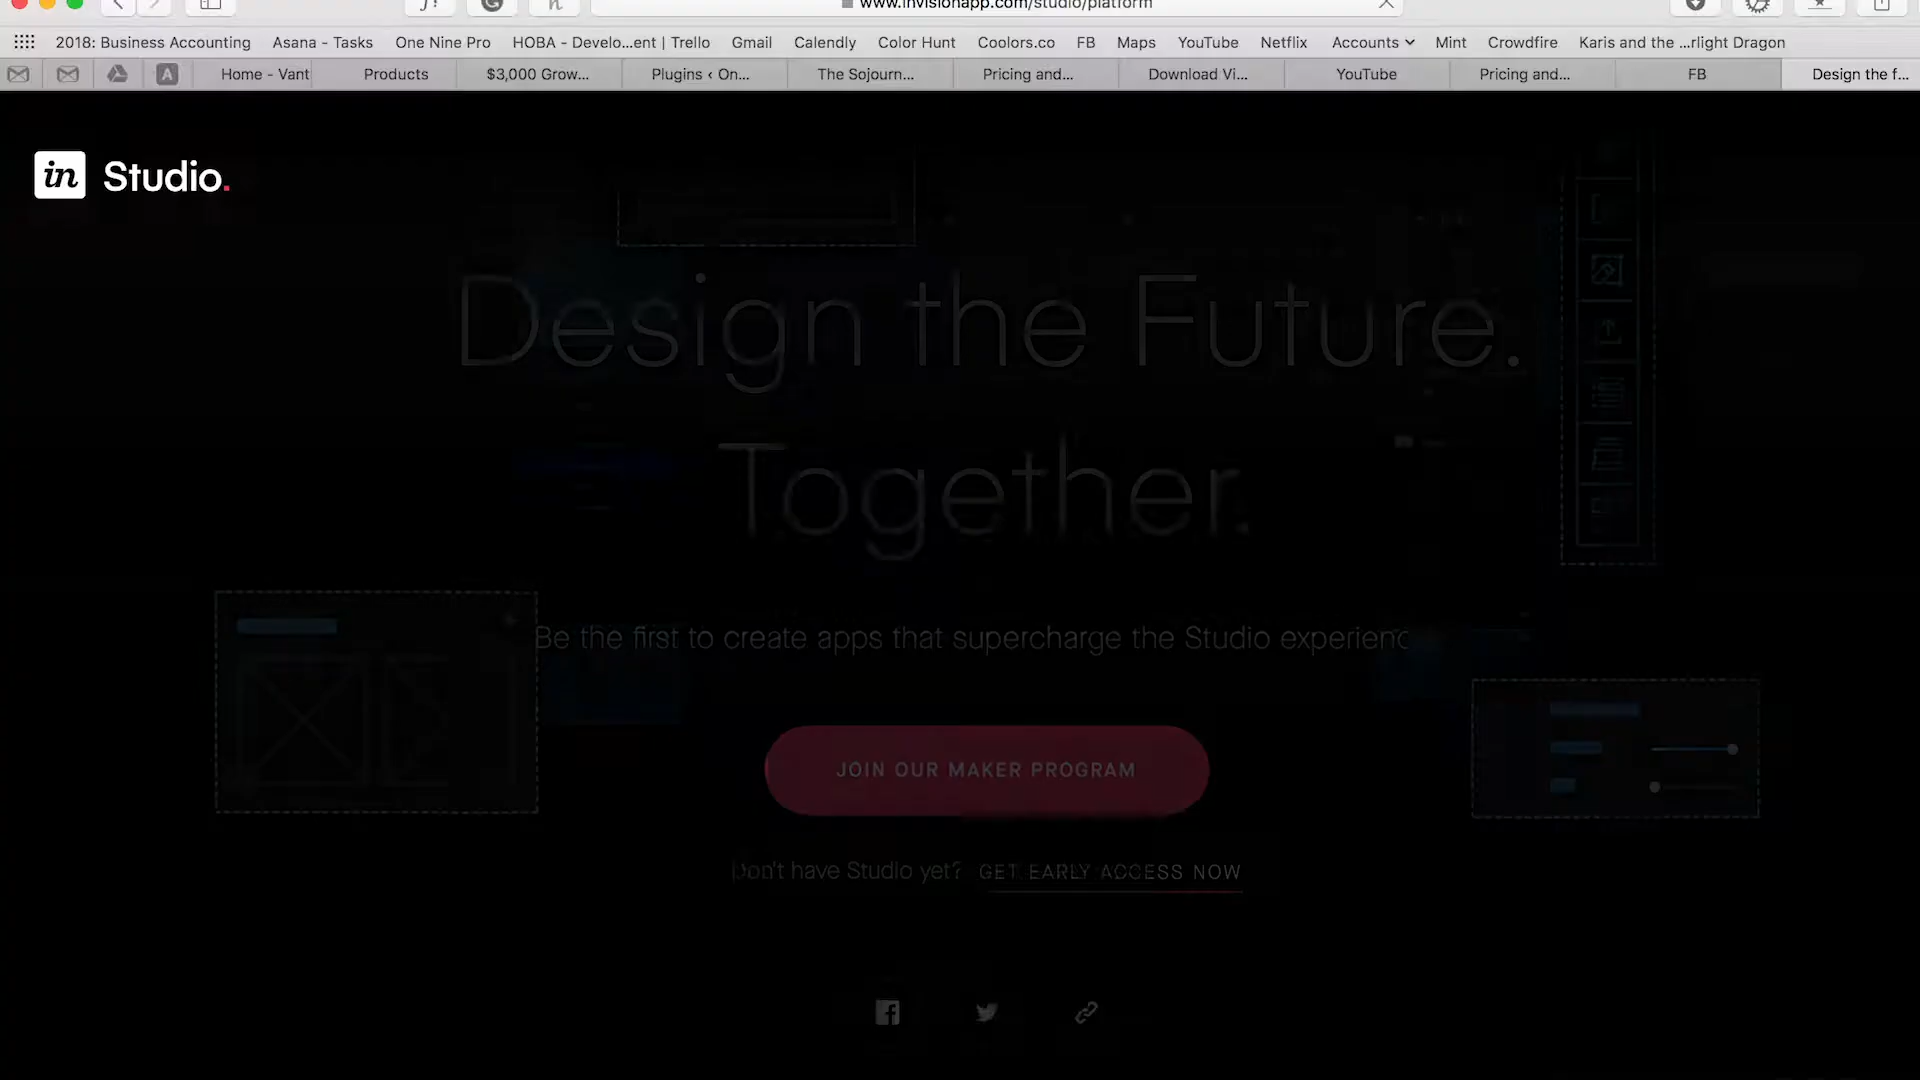 www.invisionapp.com/studio/platform
2018: Business Accounting Asana - Tasks One Nine Pro HOBA - Develo...ent | Trello Gmail Calendly Color Hunt Coolors.co FB Maps YouTube Netflix Accounts Mint Crowdfire Karis and the ...rlight Dragon
A Home - Vant Products $3,000 Grow... Plugins ‹ On... The Sojourn... Pricing and... Download Vi... YouTube Pricing and... FB Design the f...
in Studio.
Design the Future.
Together.
Be the first to create apps that supercharge the Studio experienc
JOIN OUR MAKER PROGRAM
Don't have Studio yet? GET EARLY ACCESS NOW